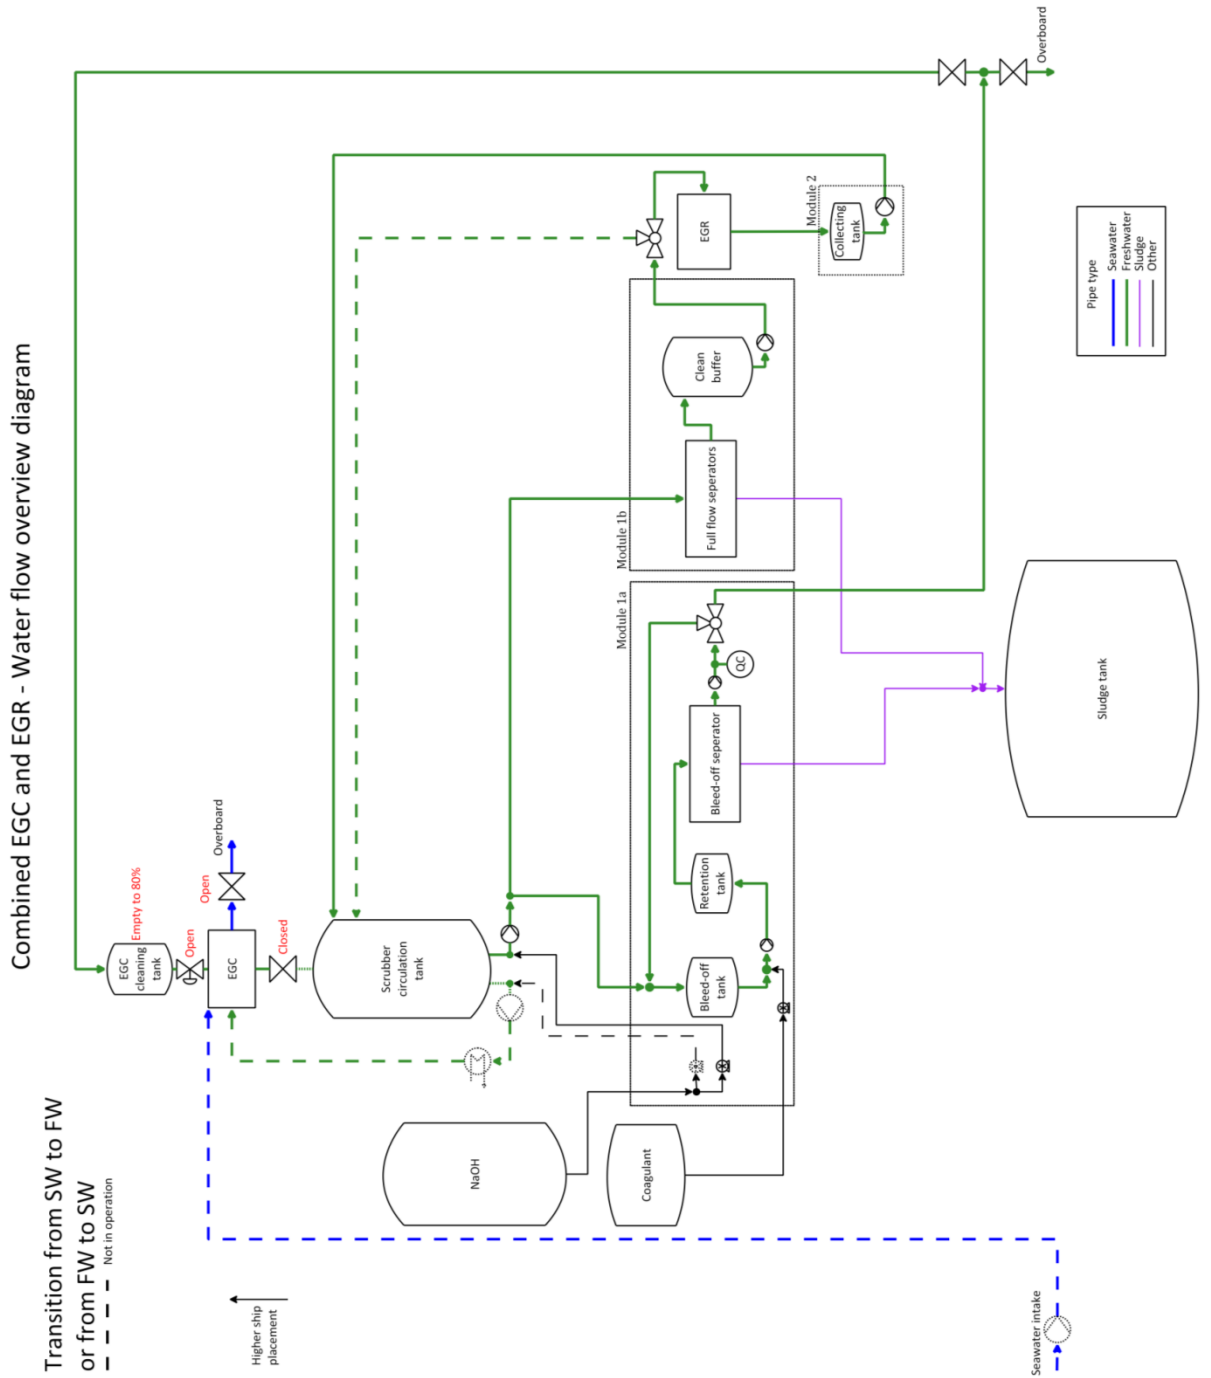 Combined EGC and EGR - Water flow overview diagram
Transition from SW to FW
or from FW to SW
Not in operation
Higher ship
placement
Seawater intake
EGC
cleaning
tank
Empty to 80%
Open
EGC
Open
Overboard
Closed
Scrubber
circulation
tank
NaOH
Coagulant
Module 1a
Bleed-off
tank
Retention
tank
Bleed-off seperator
QC
Module 1b
Full flow seperators
Clean
buffer
EGR
Module 2
Collecting
tank
Overboard
Sludge tank
Pipe type
Seawater
Freshwater
Sludge
Other